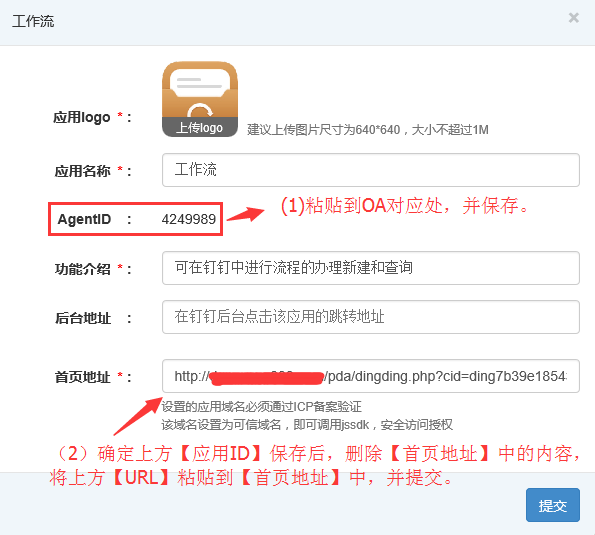 工作流
×
应用logo * :
上传logo
建议上传图片尺寸为640*640，大小不超过1M
应用名称 * :
工作流
AgentID :
4249989
(1)粘贴到OA对应处，并保存。
功能介绍 * :
可在钉钉中进行流程的办理新建和查询
后台地址 :
在钉钉后台点击该应用的跳转地址
首页地址 * :
http:/ /pda/dingding.php?cid=ding7b39e1854
设置的应用域名必须通过ICP备案验证
该域名设置为可信域名，即可调用jssdk，安全访问授权
（2）确定上方【应用ID】保存后，删除【首页地址】中的内容，
将上方【URL】粘贴到【首页地址】中，并提交。
提交